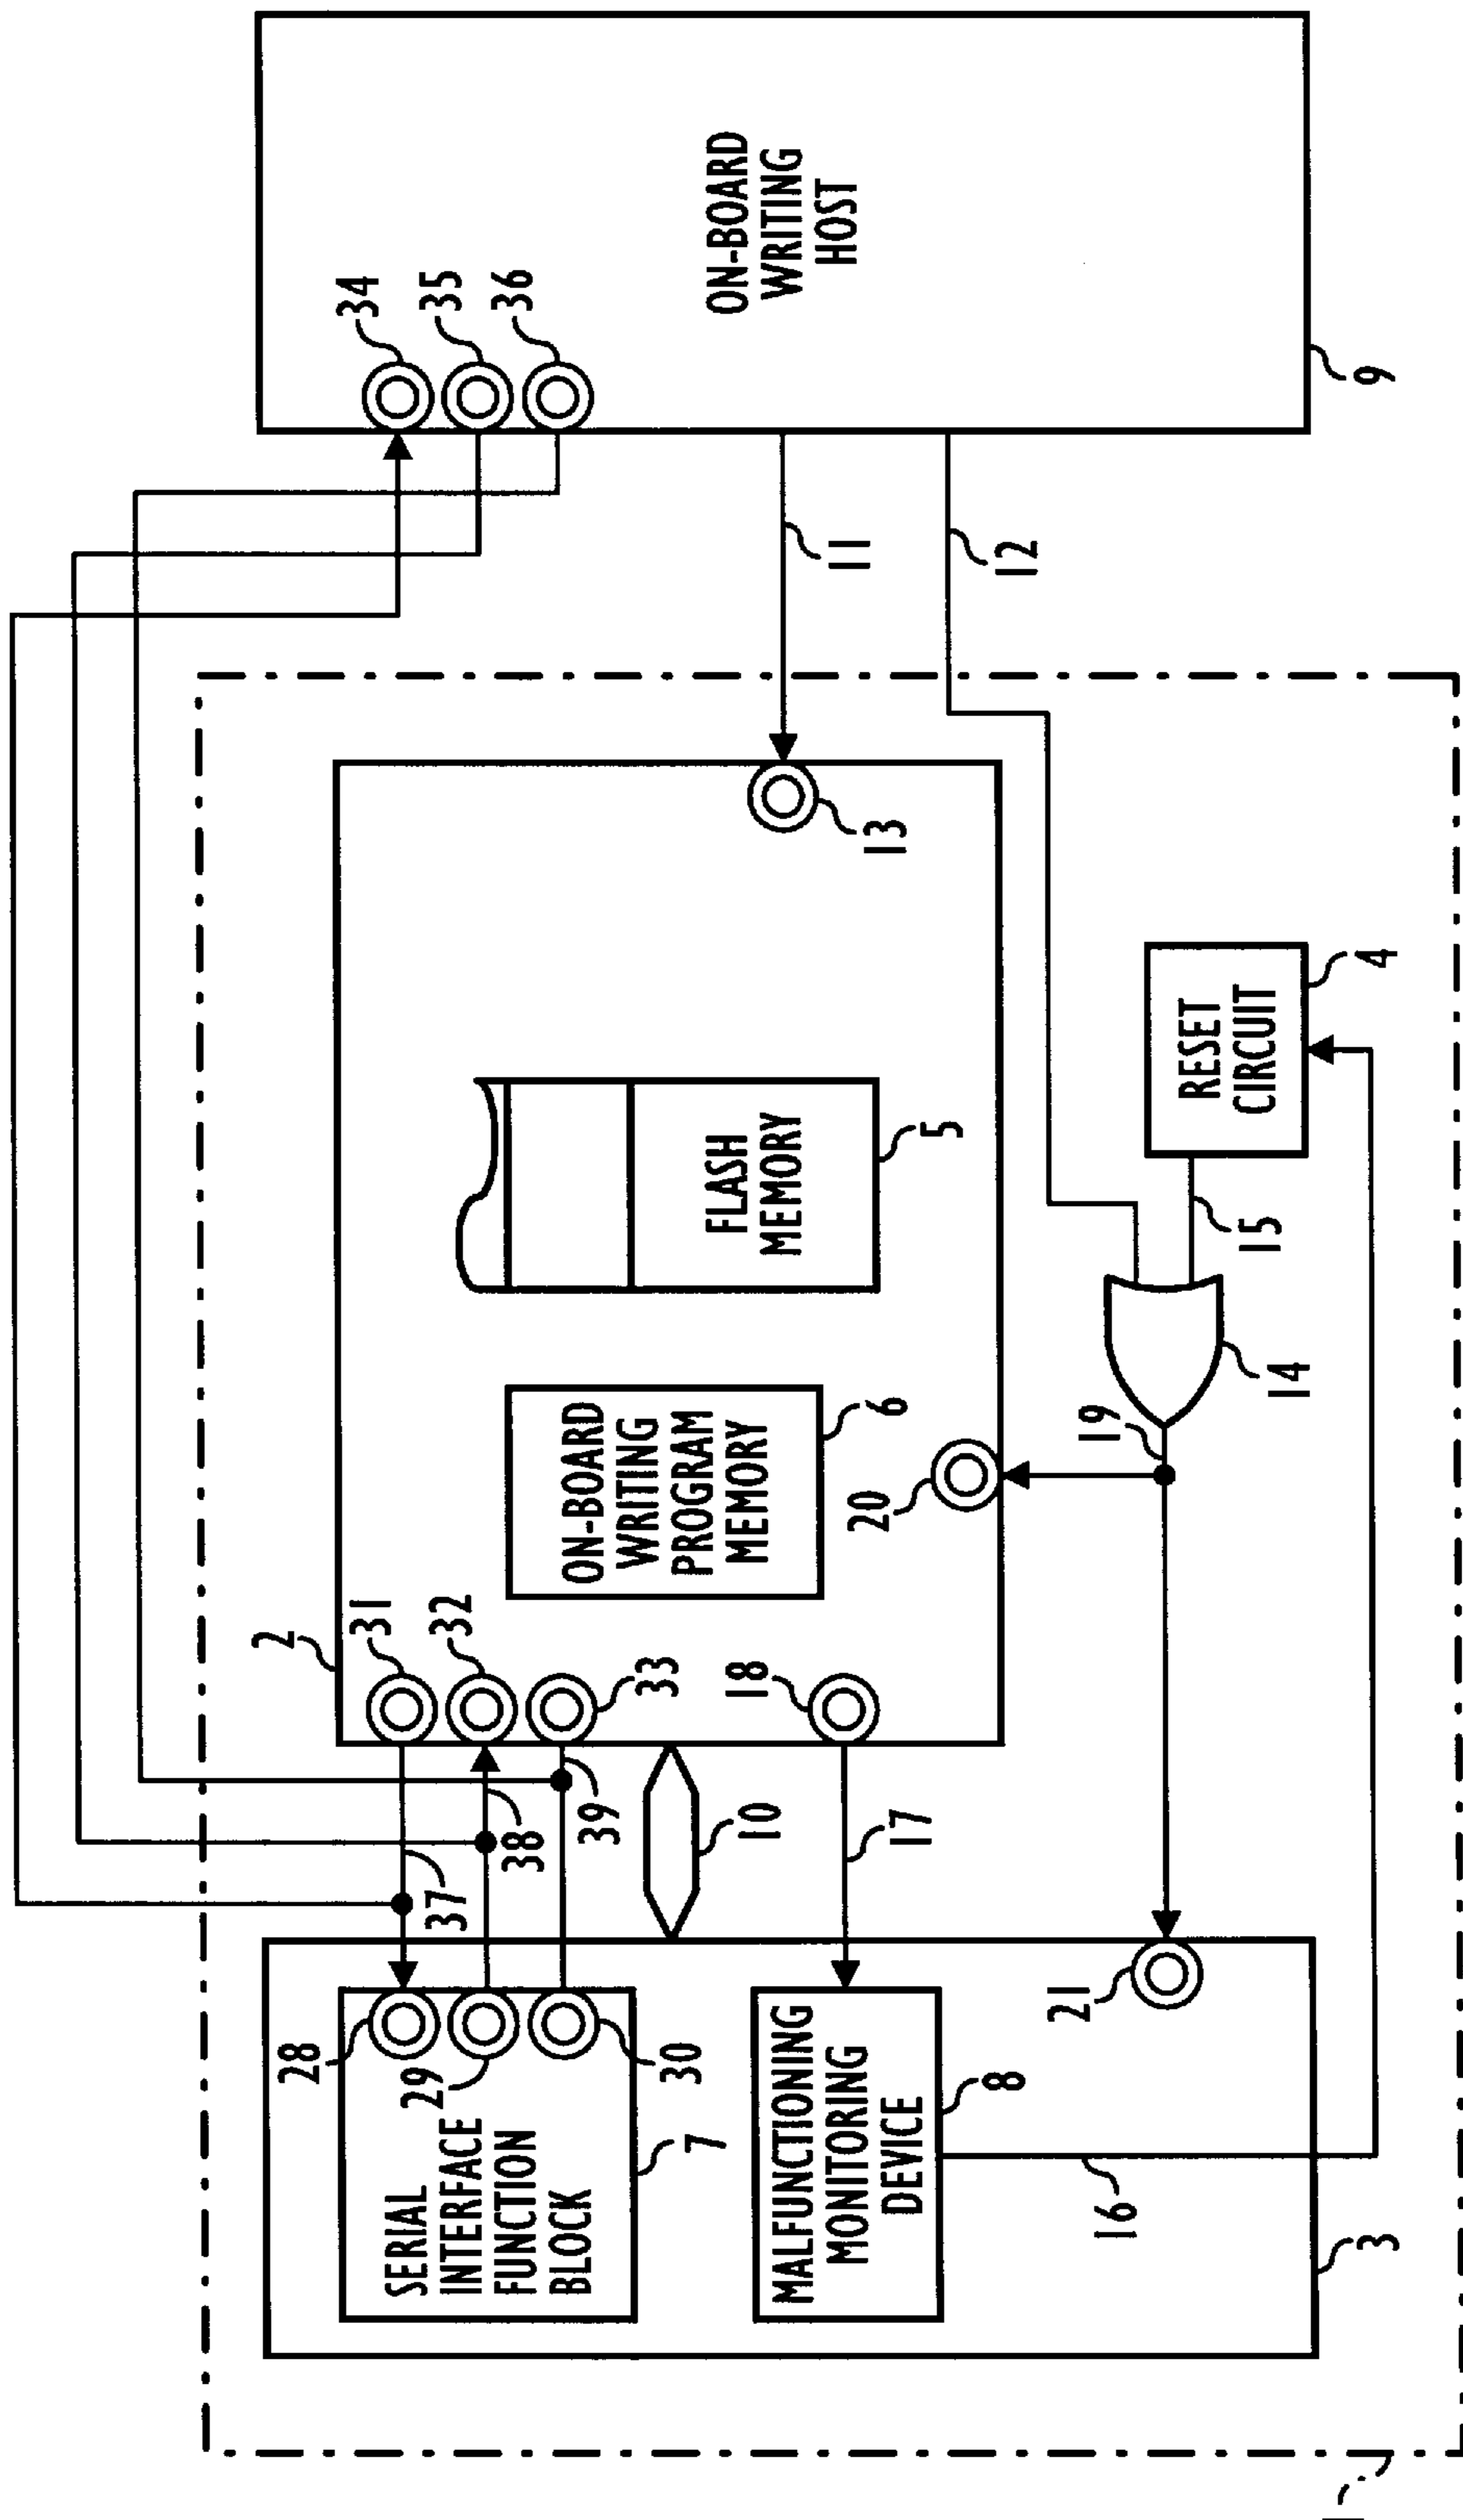 ON-BOARD
WRITING
HOST
34
35
36
9
11
12
13
RESET
CIRCUIT
4
FLASH
MEMORY
5
15
14
19
ON-BOARD
WRITING
PROGRAM
MEMORY
6
20
2
31
32
33
18
37
38
39
10
17
28
29
30
SERIAL
INTERFACE
FUNCTION
BLOCK
7
MALFUNCTIONING
MONITORING
DEVICE
8
21
16
3
1